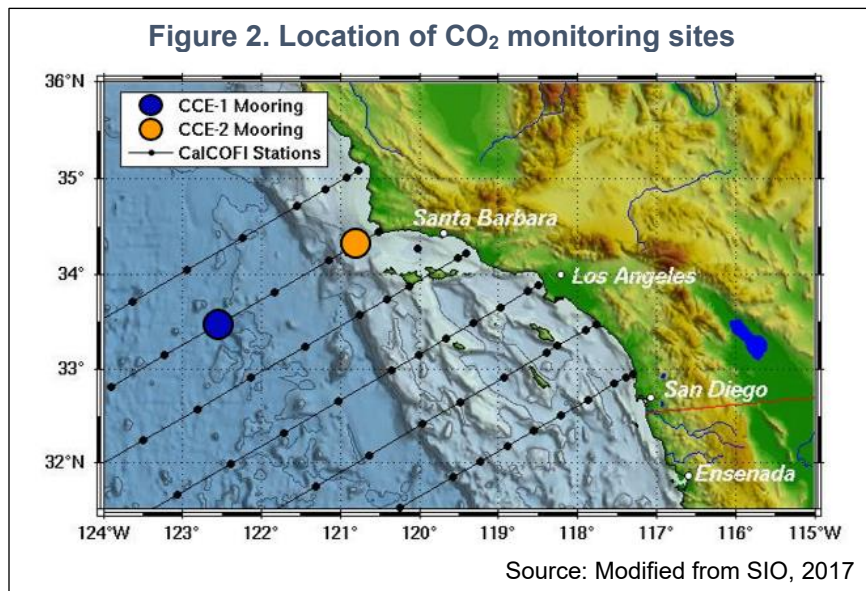 Figure 2. Location of CO₂ monitoring sites
36°N
CCE-1 Mooring
CCE-2 Mooring
CalCOFI Stations
35°
Santa Barbara
34°
Los Angeles
33°
San Diego
32°
Ensenada
124°W 123° 122° 121° 120° 119° 118° 117° 116° 115°W
Source: Modified from SIO, 2017